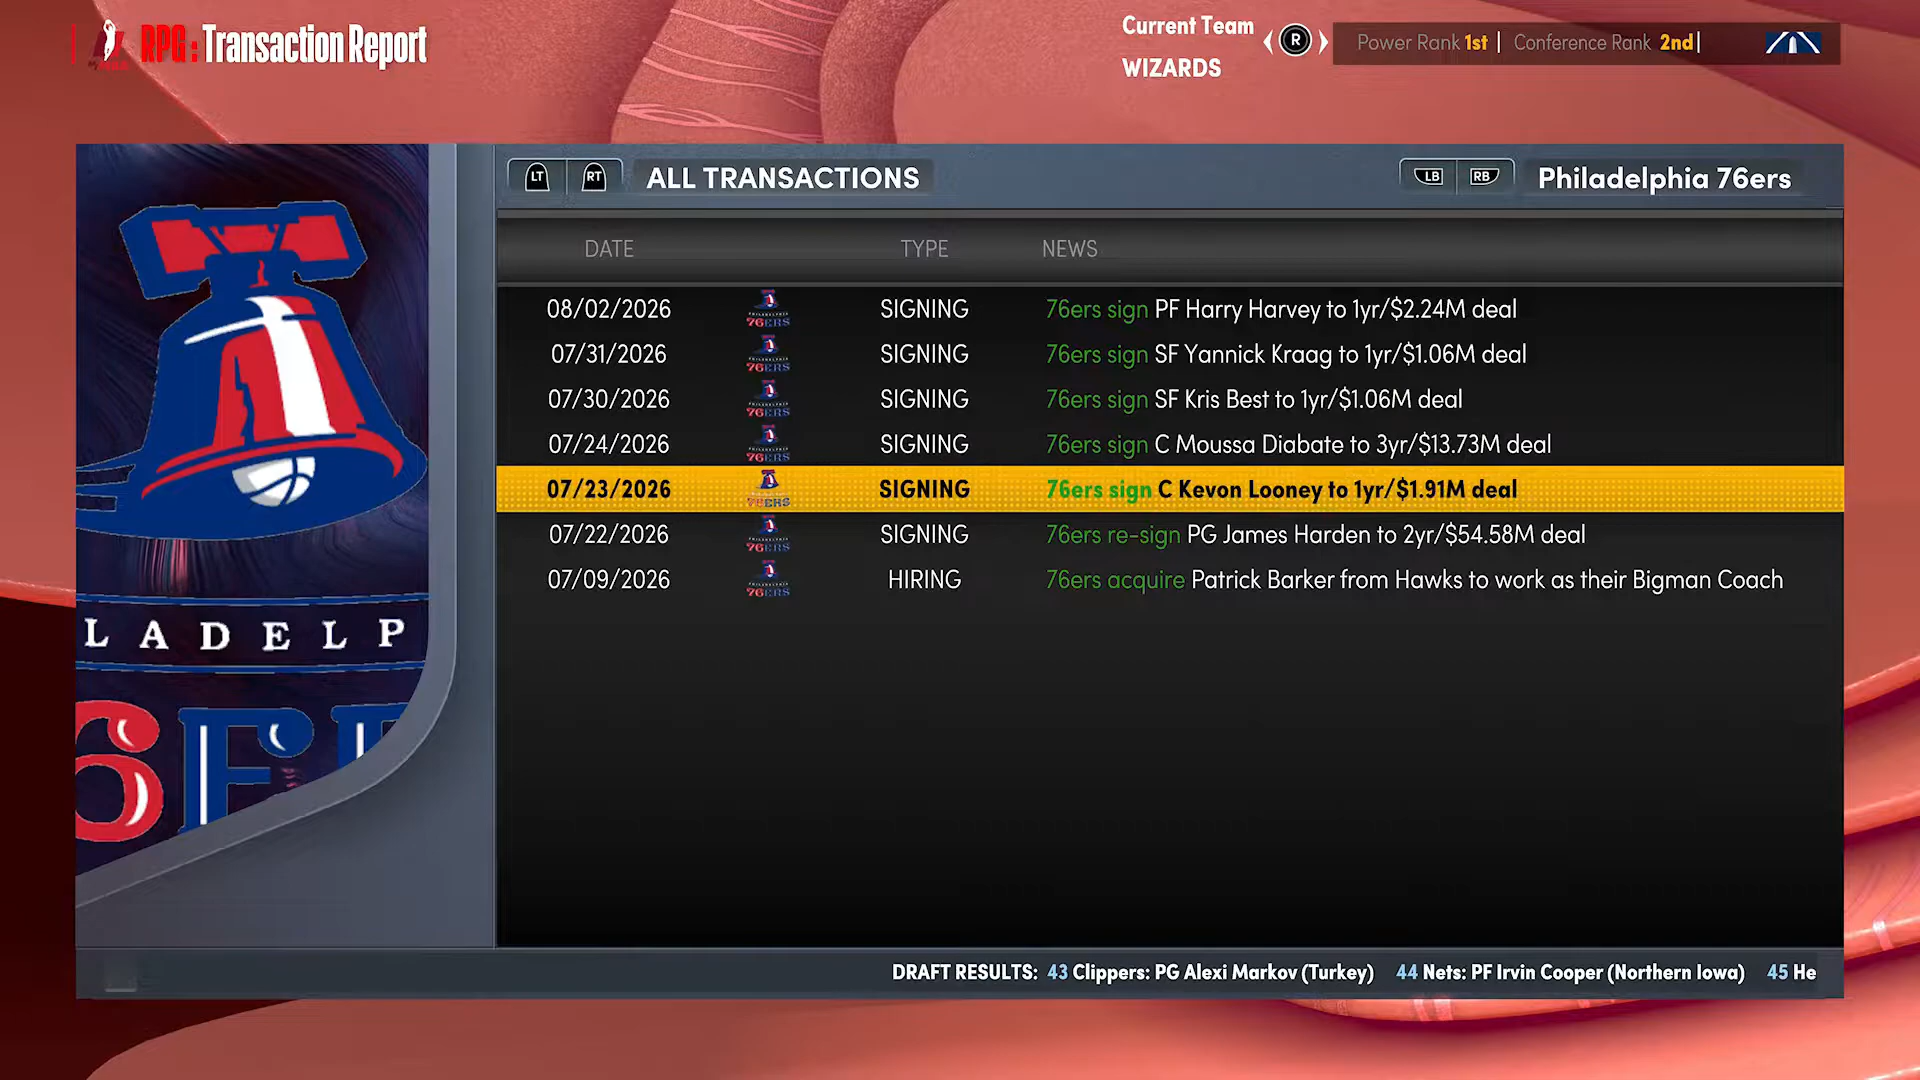 RPG : Transaction Report
Current Team
WIZARDS
R
Power Rank 1st | Conference Rank 2nd |
LT RT ALL TRANSACTIONS
LB RB Philadelphia 76ers
DATE TYPE NEWS
08/02/2026 SIGNING 76ers sign PF Harry Harvey to 1yr/$2.24M deal
07/31/2026 SIGNING 76ers sign SF Yannick Kraag to 1yr/$1.06M deal
07/30/2026 SIGNING 76ers sign SF Kris Best to 1yr/$1.06M deal
07/24/2026 SIGNING 76ers sign C Moussa Diabate to 3yr/$13.73M deal
07/23/2026 SIGNING 76ers sign C Kevon Looney to 1yr/$1.91M deal
07/22/2026 SIGNING 76ers re-sign PG James Harden to 2yr/$54.58M deal
07/09/2026 HIRING 76ers acquire Patrick Barker from Hawks to work as their Bigman Coach
LADELP
DRAFT RESULTS: 43 Clippers: PG Alexi Markov (Turkey) 44 Nets: PF Irvin Cooper (Northern Iowa) 45 He